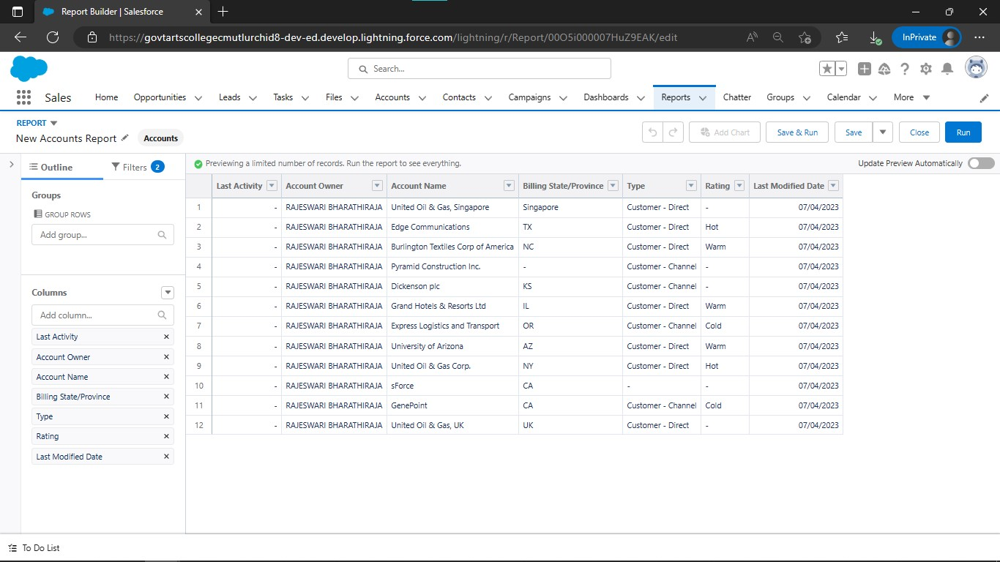 Report Builder | Salesforce
https://govtartscollegecmutlurchid8-dev-ed.develop.lightning.force.com/lightning/r/Report/00O5i000007HuZ9EAK/edit
InPrivate
Search...
Sales Home Opportunities Leads Tasks Files Accounts Contacts Campaigns Dashboards Reports Chatter Groups Calendar More
REPORT
New Accounts Report Accounts
Add Chart Save & Run Save Close Run
Outline Filters 2
Previewing a limited number of records. Run the report to see everything. Update Preview Automatically
Groups
GROUP ROWS
Add group...
Columns
Add column...
Last Activity
Account Owner
Account Name
Billing State/Province
Type
Rating
Last Modified Date
Last Activity Account Owner Account Name Billing State/Province Type Rating Last Modified Date
1 - RAJESWARI BHARATHIRAJA United Oil & Gas, Singapore Singapore Customer - Direct - 07/04/2023
2 - RAJESWARI BHARATHIRAJA Edge Communications TX Customer - Direct Hot 07/04/2023
3 - RAJESWARI BHARATHIRAJA Burlington Textiles Corp of America NC Customer - Direct Warm 07/04/2023
4 - RAJESWARI BHARATHIRAJA Pyramid Construction Inc. - Customer - Channel - 07/04/2023
5 - RAJESWARI BHARATHIRAJA Dickenson plc KS Customer - Channel - 07/04/2023
6 - RAJESWARI BHARATHIRAJA Grand Hotels & Resorts Ltd IL Customer - Direct Warm 07/04/2023
7 - RAJESWARI BHARATHIRAJA Express Logistics and Transport OR Customer - Channel Cold 07/04/2023
8 - RAJESWARI BHARATHIRAJA University of Arizona AZ Customer - Direct Warm 07/04/2023
9 - RAJESWARI BHARATHIRAJA United Oil & Gas Corp. NY Customer - Direct Hot 07/04/2023
10 - RAJESWARI BHARATHIRAJA sForce CA - - 07/04/2023
11 - RAJESWARI BHARATHIRAJA GenePoint CA Customer - Channel Cold 07/04/2023
12 - RAJESWARI BHARATHIRAJA United Oil & Gas, UK UK Customer - Direct - 07/04/2023
To Do List